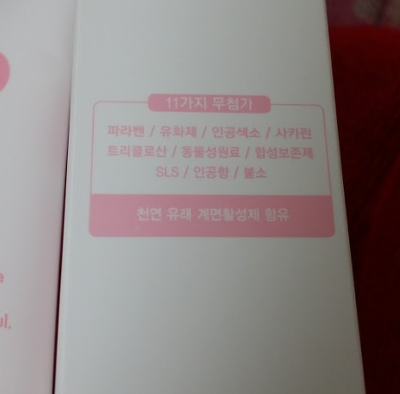 11가지 무첨가
파라벤 / 유화제 / 인공색소 / 사카린
트리클로산 / 동물성원료 / 합성보존제
SLS / 인공향 / 불소
천연 유래 계면활성제 함유